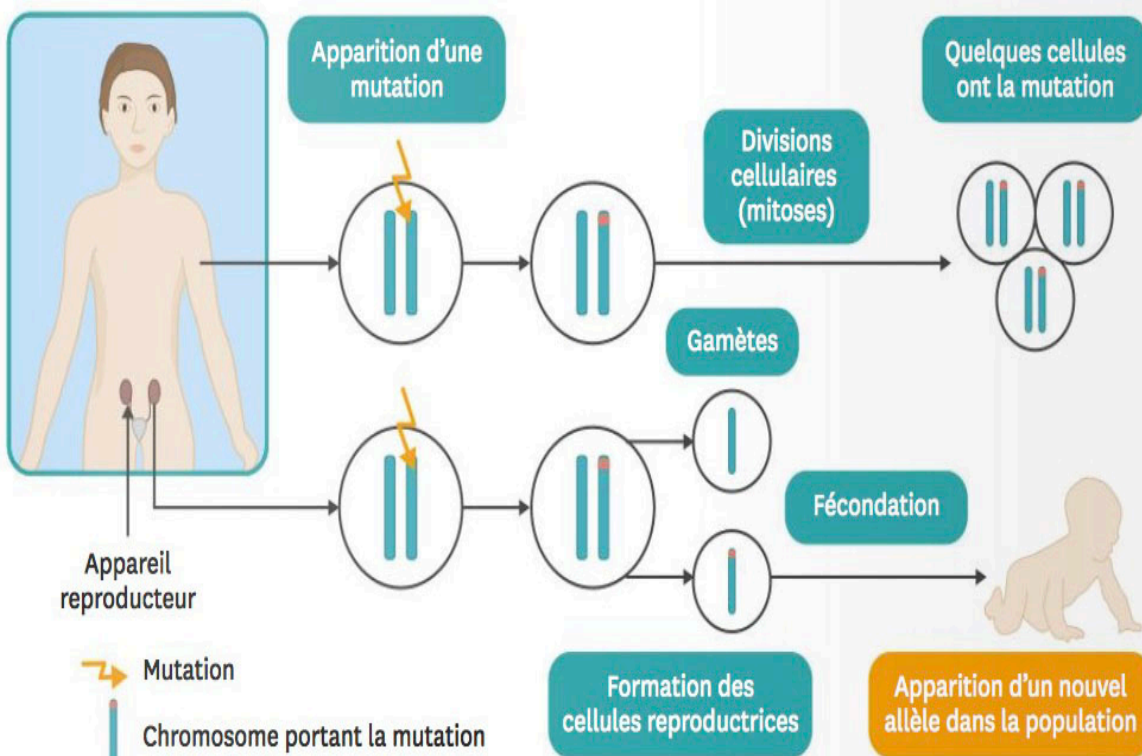 Apparition d'une
mutation
Quelques cellules
ont la mutation
Divisions
cellulaires
(mitoses)
Gamètes
Fécondation
Appareil
reproducteur
Mutation
Chromosome portant la mutation
Formation des
cellules reproductrices
Apparition d'un nouvel
allèle dans la population